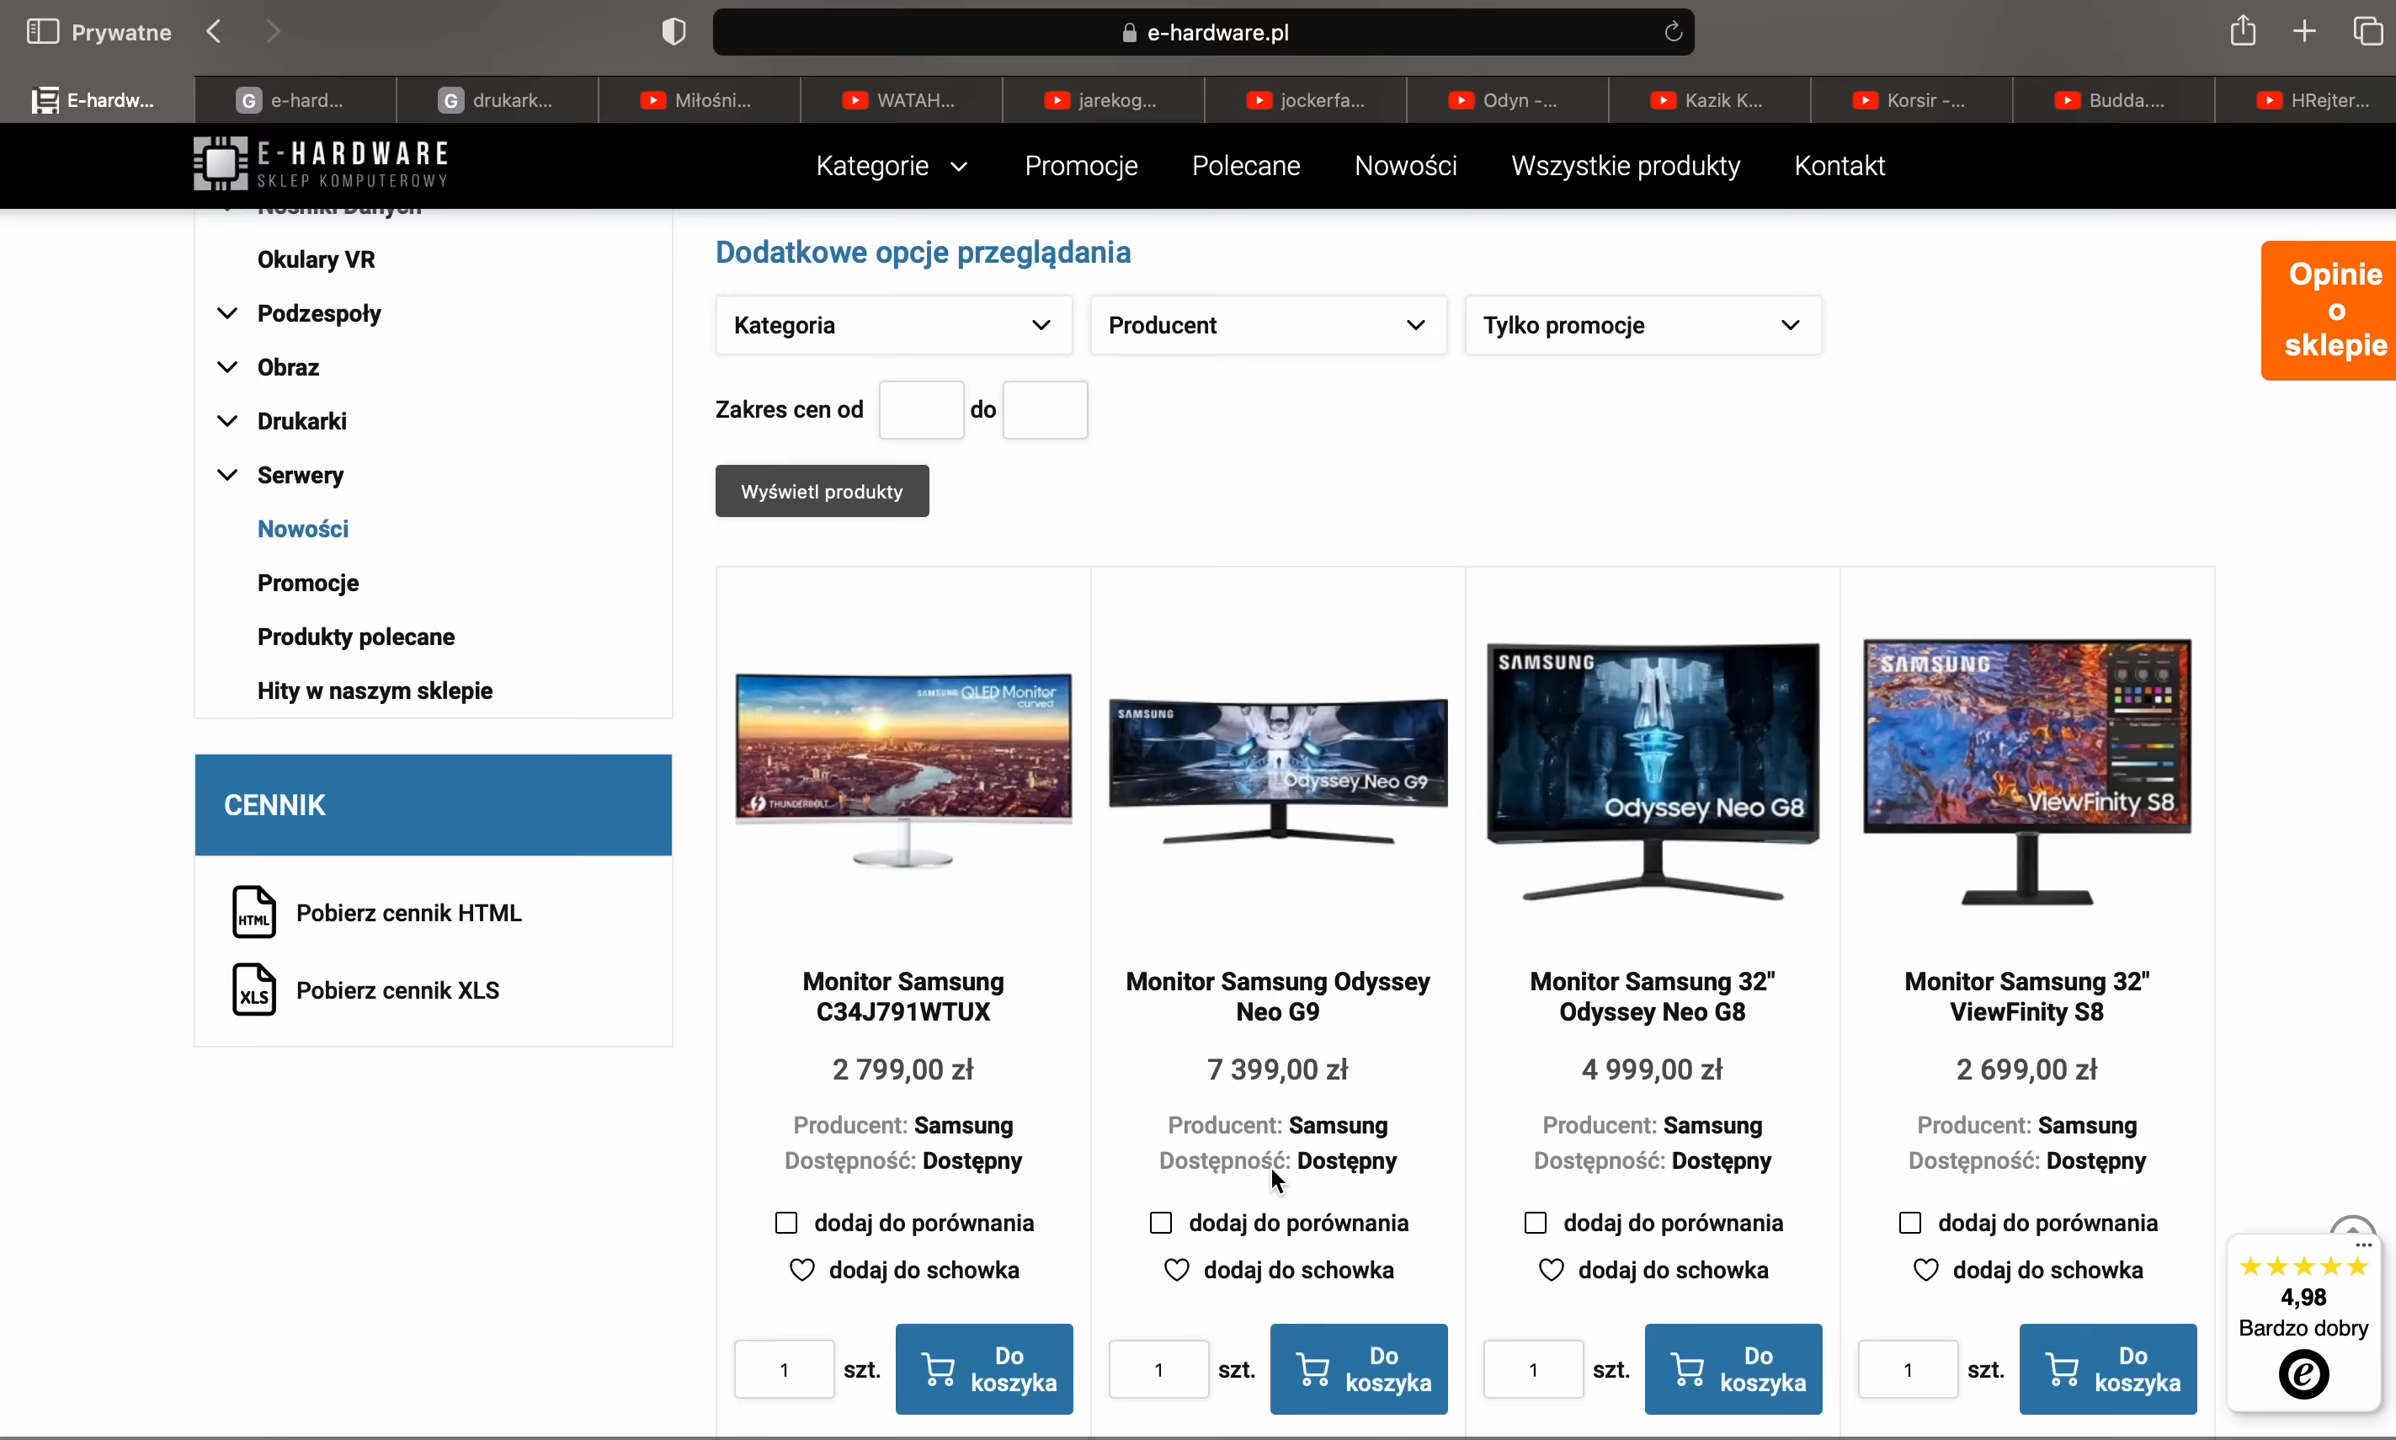 Prywatne
e-hardware.pl
E-hardw...
e-hard...
drukark...
Miłośni...
WATAH...
jarekog...
jockerfa...
Odyn -...
Kazik K...
Korsir -...
Budda....
HRejter...
E-HARDWARE
SKLEP KOMPUTEROWY
Kategorie
Promocje
Polecane
Nowości
Wszystkie produkty
Kontakt
Nośniki Danych
Okulary VR
Podzespoły
Obraz
Drukarki
Serwery
Nowości
Promocje
Produkty polecane
Hity w naszym sklepie
CENNIK
HTML
Pobierz cennik HTML
XLS
Pobierz cennik XLS
Dodatkowe opcje przeglądania
Kategoria
Producent
Tylko promocje
Zakres cen od
do
Wyświetl produkty
Opinie
o
sklepie
SAMSUNG QLED Monitor
curved
THUNDERBOLT
Monitor Samsung
C34J791WTUX
2 799,00 zł
Producent: Samsung
Dostępność: Dostępny
dodaj do porównania
dodaj do schowka
1
szt.
Do
koszyka
SAMSUNG
Odyssey Neo G9
Monitor Samsung Odyssey
Neo G9
7 399,00 zł
Producent: Samsung
Dostępność: Dostępny
dodaj do porównania
dodaj do schowka
1
szt.
Do
koszyka
SAMSUNG
Odyssey Neo G8
Monitor Samsung 32"
Odyssey Neo G8
4 999,00 zł
Producent: Samsung
Dostępność: Dostępny
dodaj do porównania
dodaj do schowka
1
szt.
Do
koszyka
SAMSUNG
ViewFinity S8
Monitor Samsung 32"
ViewFinity S8
2 699,00 zł
Producent: Samsung
Dostępność: Dostępny
dodaj do porównania
dodaj do schowka
1
szt.
Do
koszyka
4,98
Bardzo dobry
e